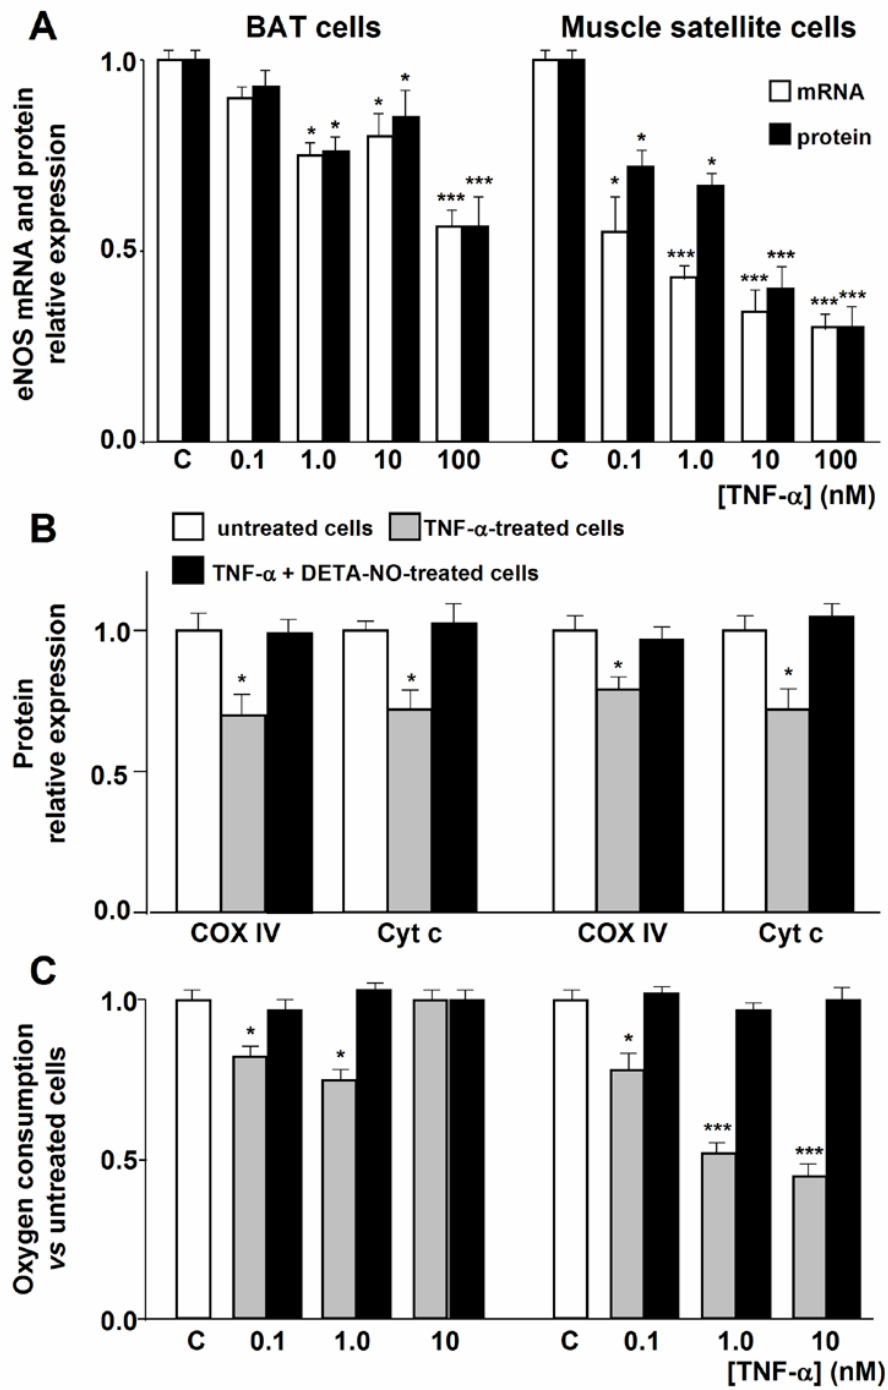 A
BAT cells
Muscle satellite cells
eNOS mRNA and protein
relative expression
1.0
0.5
0.0
mRNA
protein
* * * * *** ***
* * *** * *** *** *** ***
C 0.1 1.0 10 100
C 0.1 1.0 10 100
[TNF-α] (nM)
B
untreated cells
TNF-α-treated cells
TNF-α + DETA-NO-treated cells
Protein
relative expression
1.0
0.5
0.0
* * * *
COX IV Cyt c
COX IV Cyt c
C
Oxygen consumption
vs untreated cells
1.0
0.5
0.0
* * * *** ***
C 0.1 1.0 10
C 0.1 1.0 10
[TNF-α] (nM)